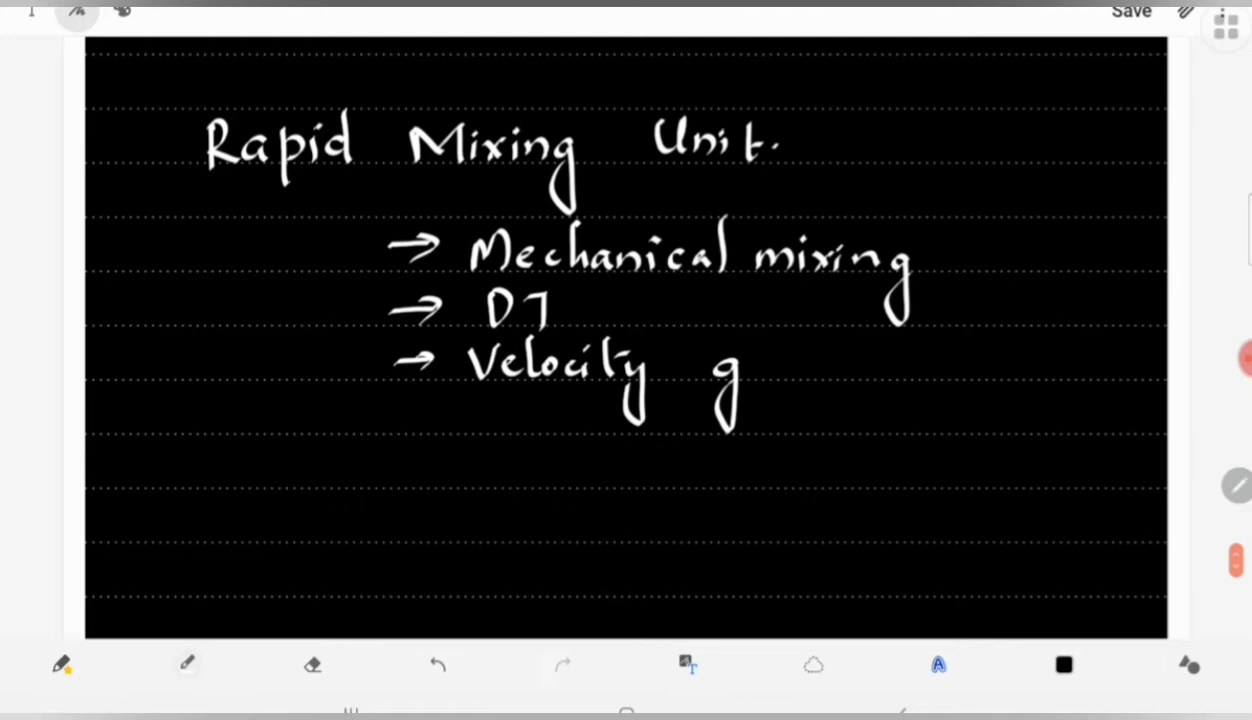 Save
Rapid Mixing Unit.
→ Mechanical mixing
→ DT
→ Velocity g